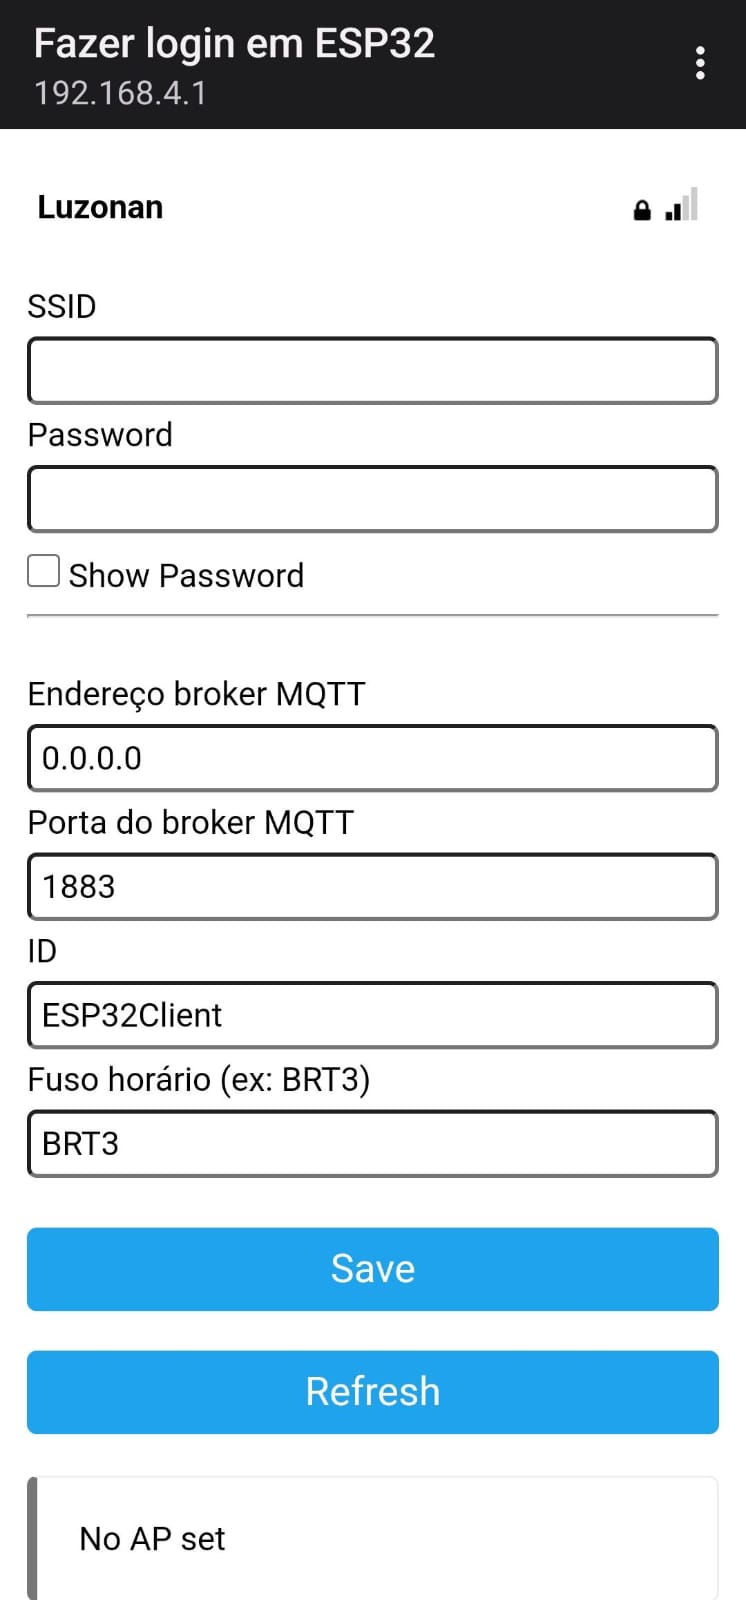 Fazer login em ESP32
192.168.4.1
Luzonan
SSID
Password
Show Password
Endereço broker MQTT
0.0.0.0
Porta do broker MQTT
1883
ID
ESP32Client
Fuso horário (ex: BRT3)
BRT3
Save
Refresh
No AP set